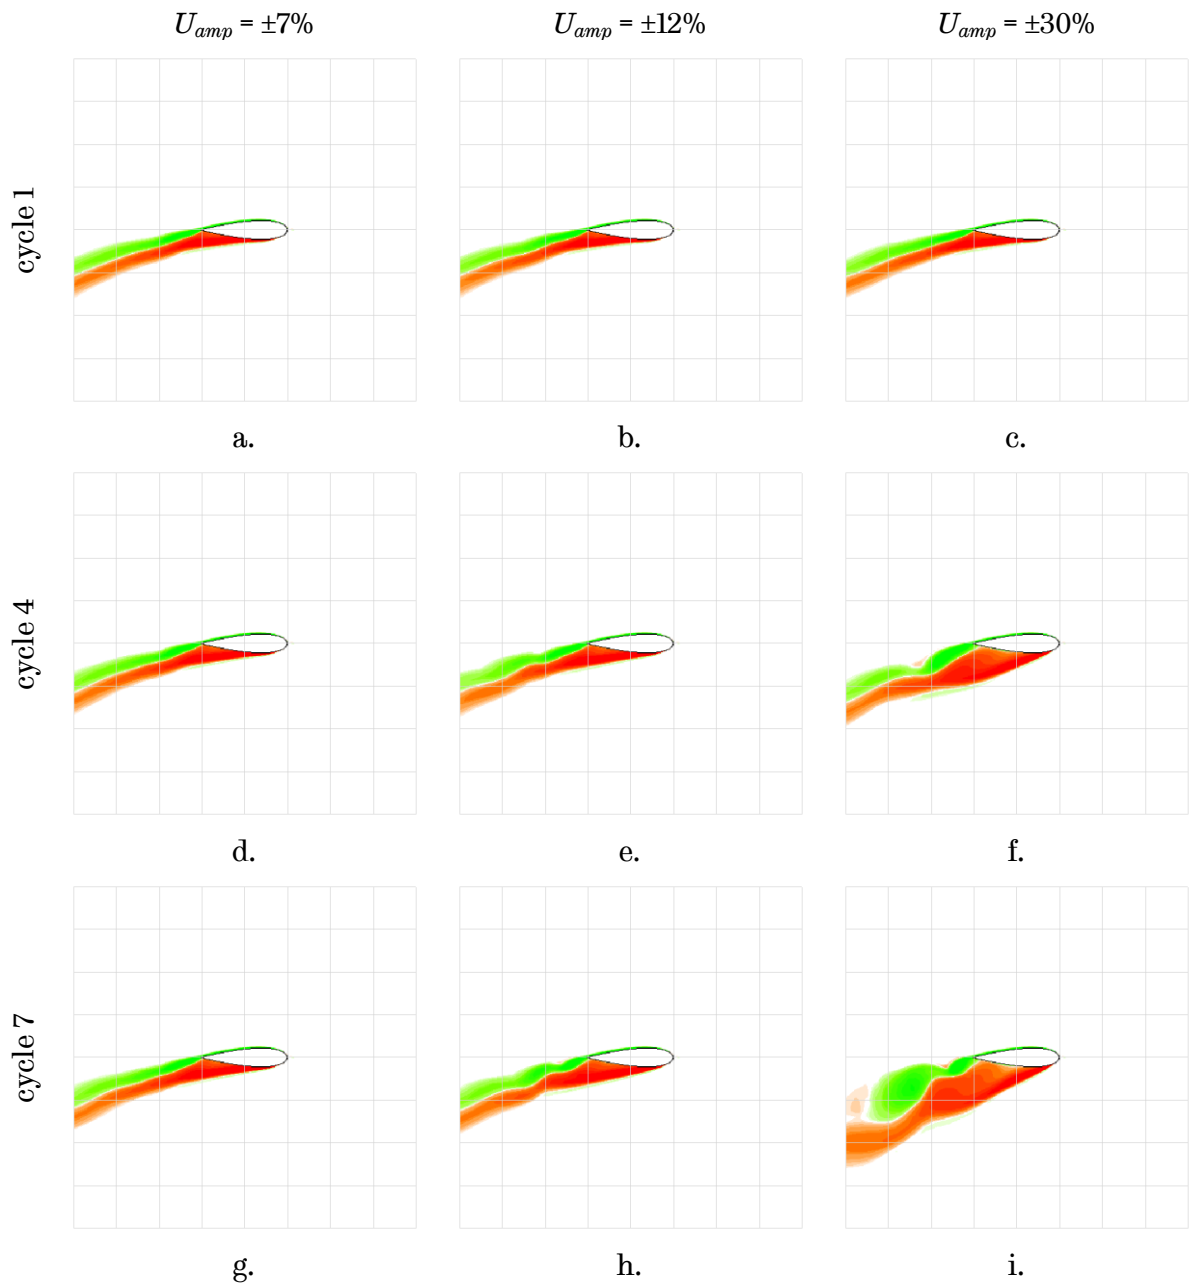 U_amp = ±7% U_amp = ±12% U_amp = ±30%
cycle 1
a. b. c.
cycle 4
d. e. f.
cycle 7
g. h. i.